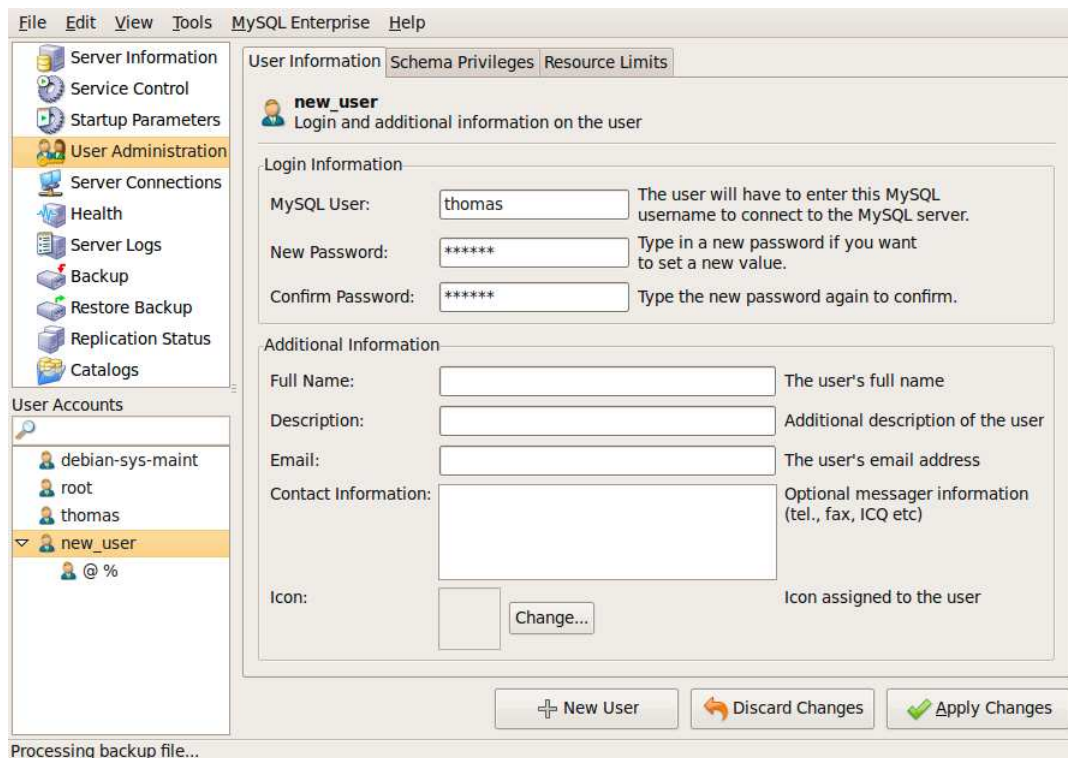 File Edit View Tools MySQL Enterprise Help
Server Information
Service Control
Startup Parameters
User Administration
Server Connections
Health
Server Logs
Backup
Restore Backup
Replication Status
Catalogs
User Accounts
debian-sys-maint
root
thomas
new_user
@ %
User Information Schema Privileges Resource Limits
new_user
Login and additional information on the user
Login Information
MySQL User: thomas The user will have to enter this MySQL
username to connect to the MySQL server.
New Password: ****** Type in a new password if you want
to set a new value.
Confirm Password: ****** Type the new password again to confirm.
Additional Information
Full Name: The user's full name
Description: Additional description of the user
Email: The user's email address
Contact Information: Optional messager information
(tel., fax, ICQ etc)
Icon: Change... Icon assigned to the user
New User Discard Changes Apply Changes
Processing backup file...